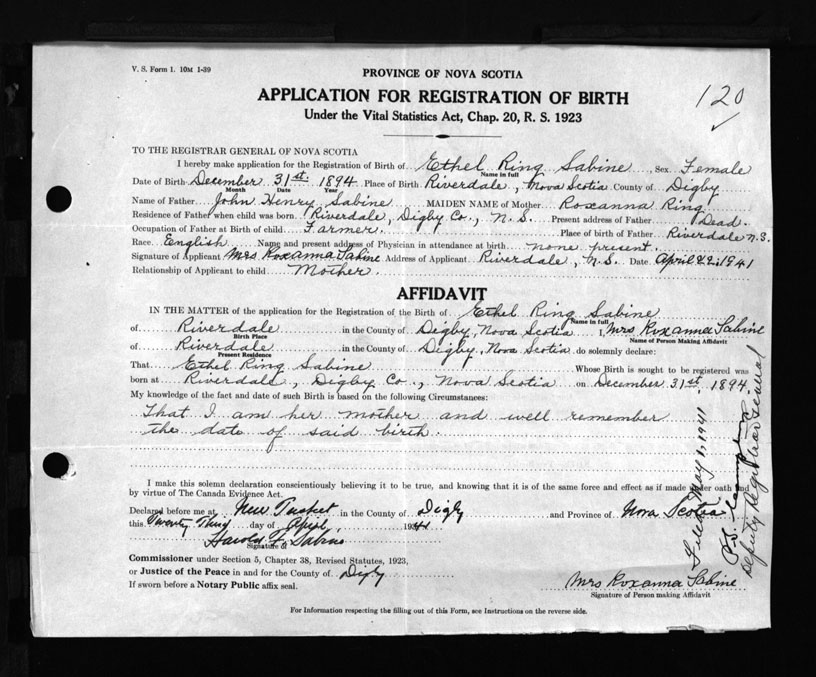 V. S. Form 1. 10M 1-39
PROVINCE OF NOVA SCOTIA
APPLICATION FOR REGISTRATION OF BIRTH
Under the Vital Statistics Act, Chap. 20, R. S. 1923
120
TO THE REGISTRAR GENERAL OF NOVA SCOTIA
I hereby make application for the Registration of Birth of Ethel Ring Sabine, Sex Female
Name in full
Date of Birth December 31st 1894 Place of Birth Riverdale, Nova Scotia County of Digby
Month Date Year
Name of Father John Henry Sabine MAIDEN NAME of Mother Roxanna Ring
Residence of Father when child was born Riverdale, Digby Co., N. S. Present address of Father Dead.
Occupation of Father at Birth of child Farmer. Place of birth of Father Riverdale N.S.
Race English Name and present address of Physician in attendance at birth none present.
Signature of Applicant Mrs Roxanna Sabine Address of Applicant Riverdale, N.S. Date April 22, 1941
Relationship of Applicant to child Mother.
AFFIDAVIT
IN THE MATTER of the application for the Registration of the Birth of Ethel Ring Sabine
Name in full
of Riverdale in the County of Digby, Nova Scotia I, Mrs Roxanna Sabine
Birth Place Name of Person Making Affidavit
of Riverdale in the County of Digby, Nova Scotia do solemnly declare:
Present Residence
That Ethel Ring Sabine Whose Birth is sought to be registered was
born at Riverdale, Digby Co., Nova Scotia on December 31st, 1894.
My knowledge of the fact and date of such Birth is based on the following Circumstances:
That I am her mother and well remember
the date of said birth.
I make this solemn declaration conscientiously believing it to be true, and knowing that it is of the same force and effect as if made under oath and
by virtue of The Canada Evidence Act.
Declared before me at New Tusket in the County of Digby and Province of Nova Scotia
this Twenty Third day of April, 1941
Harold F. Sabine
Signature of
Commissioner under Section 5, Chapter 38, Revised Statutes, 1923,
or Justice of the Peace in and for the County of Digby
If sworn before a Notary Public affix seal.
Mrs Roxanna Sabine
Signature of Person making Affidavit
For Information respecting the filling out of this Form, see Instructions on the reverse side.
Filed May 1, 1941
Deputy Registrar General